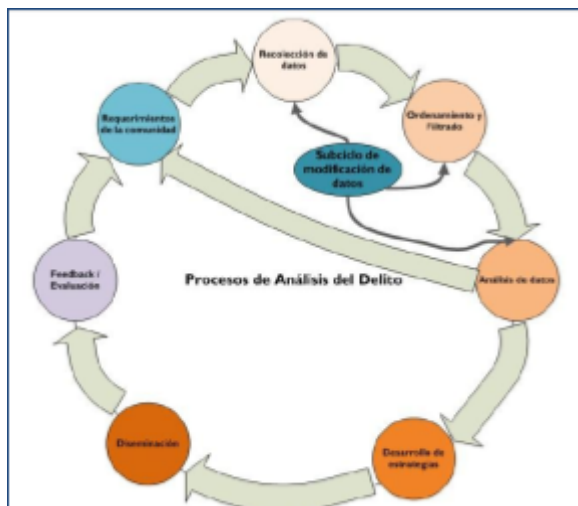 Recolección de
datos
Requerimientos
de la comunidad
Ordenamiento y
Filtrado
Subciclo de
modificación de
datos
Feedback /
Evaluación
Procesos de Análisis del Delito
Análisis de datos
Diseminación
Desarrollo de
estrategias